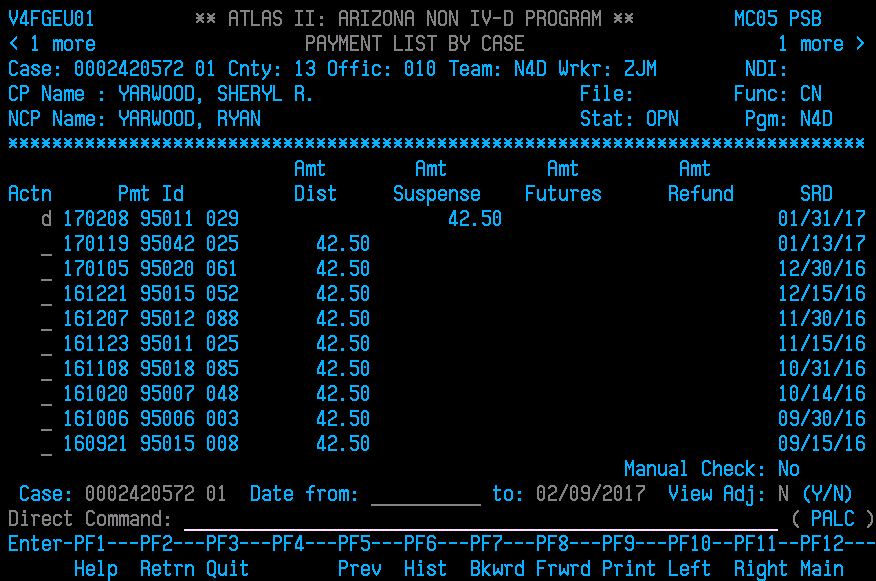 V4FGEU01 ** ATLAS II: ARIZONA NON IV-D PROGRAM ** MC05 PSB
< 1 more PAYMENT LIST BY CASE 1 more >
Case: 0002420572 01 Cnty: 13 Offic: 010 Team: N4D Wrkr: ZJM NDI:
CP Name : YARWOOD, SHERYL R. File: Func: CN
NCP Name: YARWOOD, RYAN Stat: OPN Pgm: N4D
******************************************************************************
Amt Amt Amt Amt
Actn Pmt Id Dist Suspense Futures Refund SRD
d 170208 95011 029 42.50 01/31/17
_ 170119 95042 025 42.50 01/13/17
_ 170105 95020 061 42.50 12/30/16
_ 161221 95015 052 42.50 12/15/16
_ 161207 95012 088 42.50 11/30/16
_ 161123 95011 025 42.50 11/15/16
_ 161108 95018 085 42.50 10/31/16
_ 161020 95007 048 42.50 10/14/16
_ 161006 95006 003 42.50 09/30/16
_ 160921 95015 008 42.50 09/15/16
Manual Check: No
Case: 0002420572 01 Date from: __________ to: 02/09/2017 View Adj: N (Y/N)
Direct Command: ______________________________________________________ ( PALC )
Enter-PF1---PF2---PF3---PF4---PF5---PF6---PF7---PF8---PF9---PF10--PF11--PF12---
Help Retrn Quit Prev Hist Bkwrd Frwrd Print Left Right Main